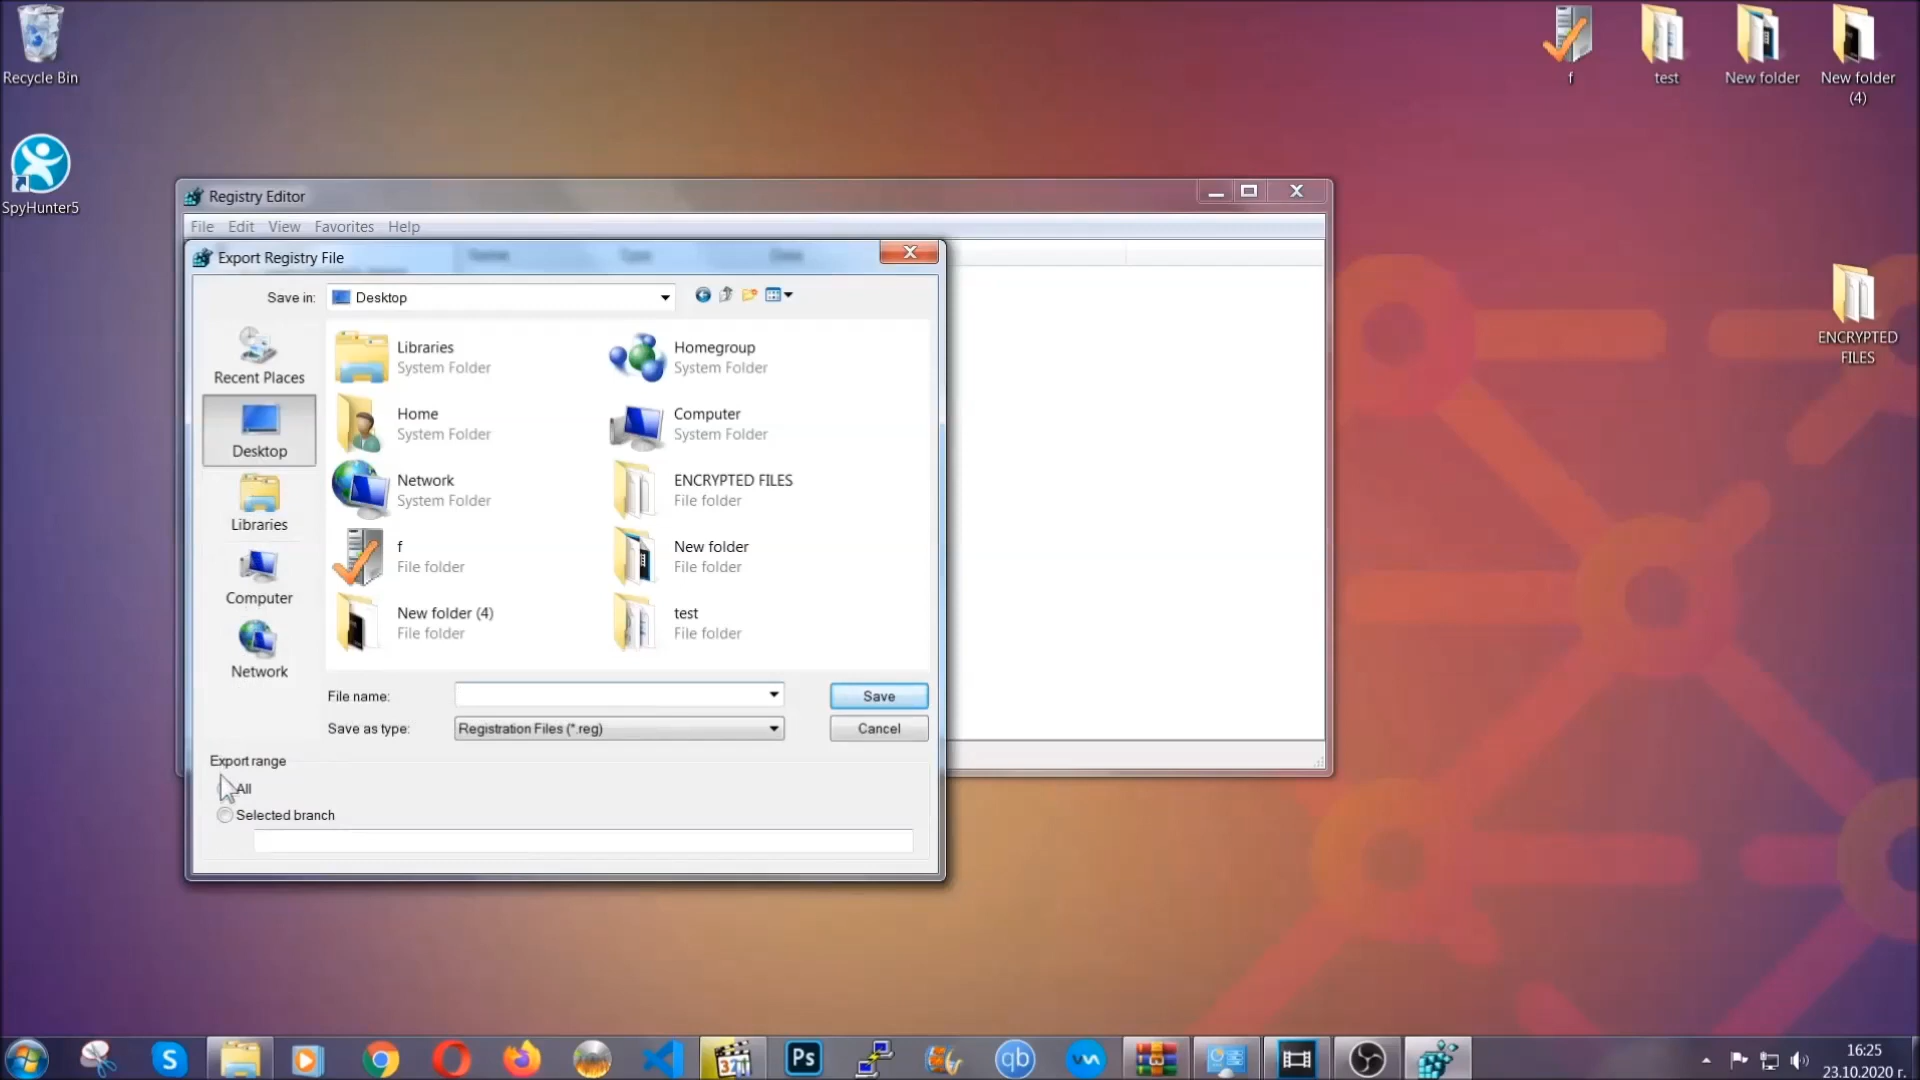 Recycle Bin
SpyHunter5
f
test
New folder
New folder
(4)
ENCRYPTED
FILES
Registry Editor
File Edit View Favorites Help
Export Registry File
Save in:
Desktop
Recent Places
Desktop
Libraries
Computer
Network
Libraries
System Folder
Homegroup
System Folder
Home
System Folder
Computer
System Folder
Network
System Folder
ENCRYPTED FILES
File folder
f
File folder
New folder
File folder
New folder (4)
File folder
test
File folder
File name:
Save
Save as type:
Registration Files (*.reg)
Cancel
Export range
All
Selected branch
S
321
Ps
qb
16:25
23.10.2020 г.